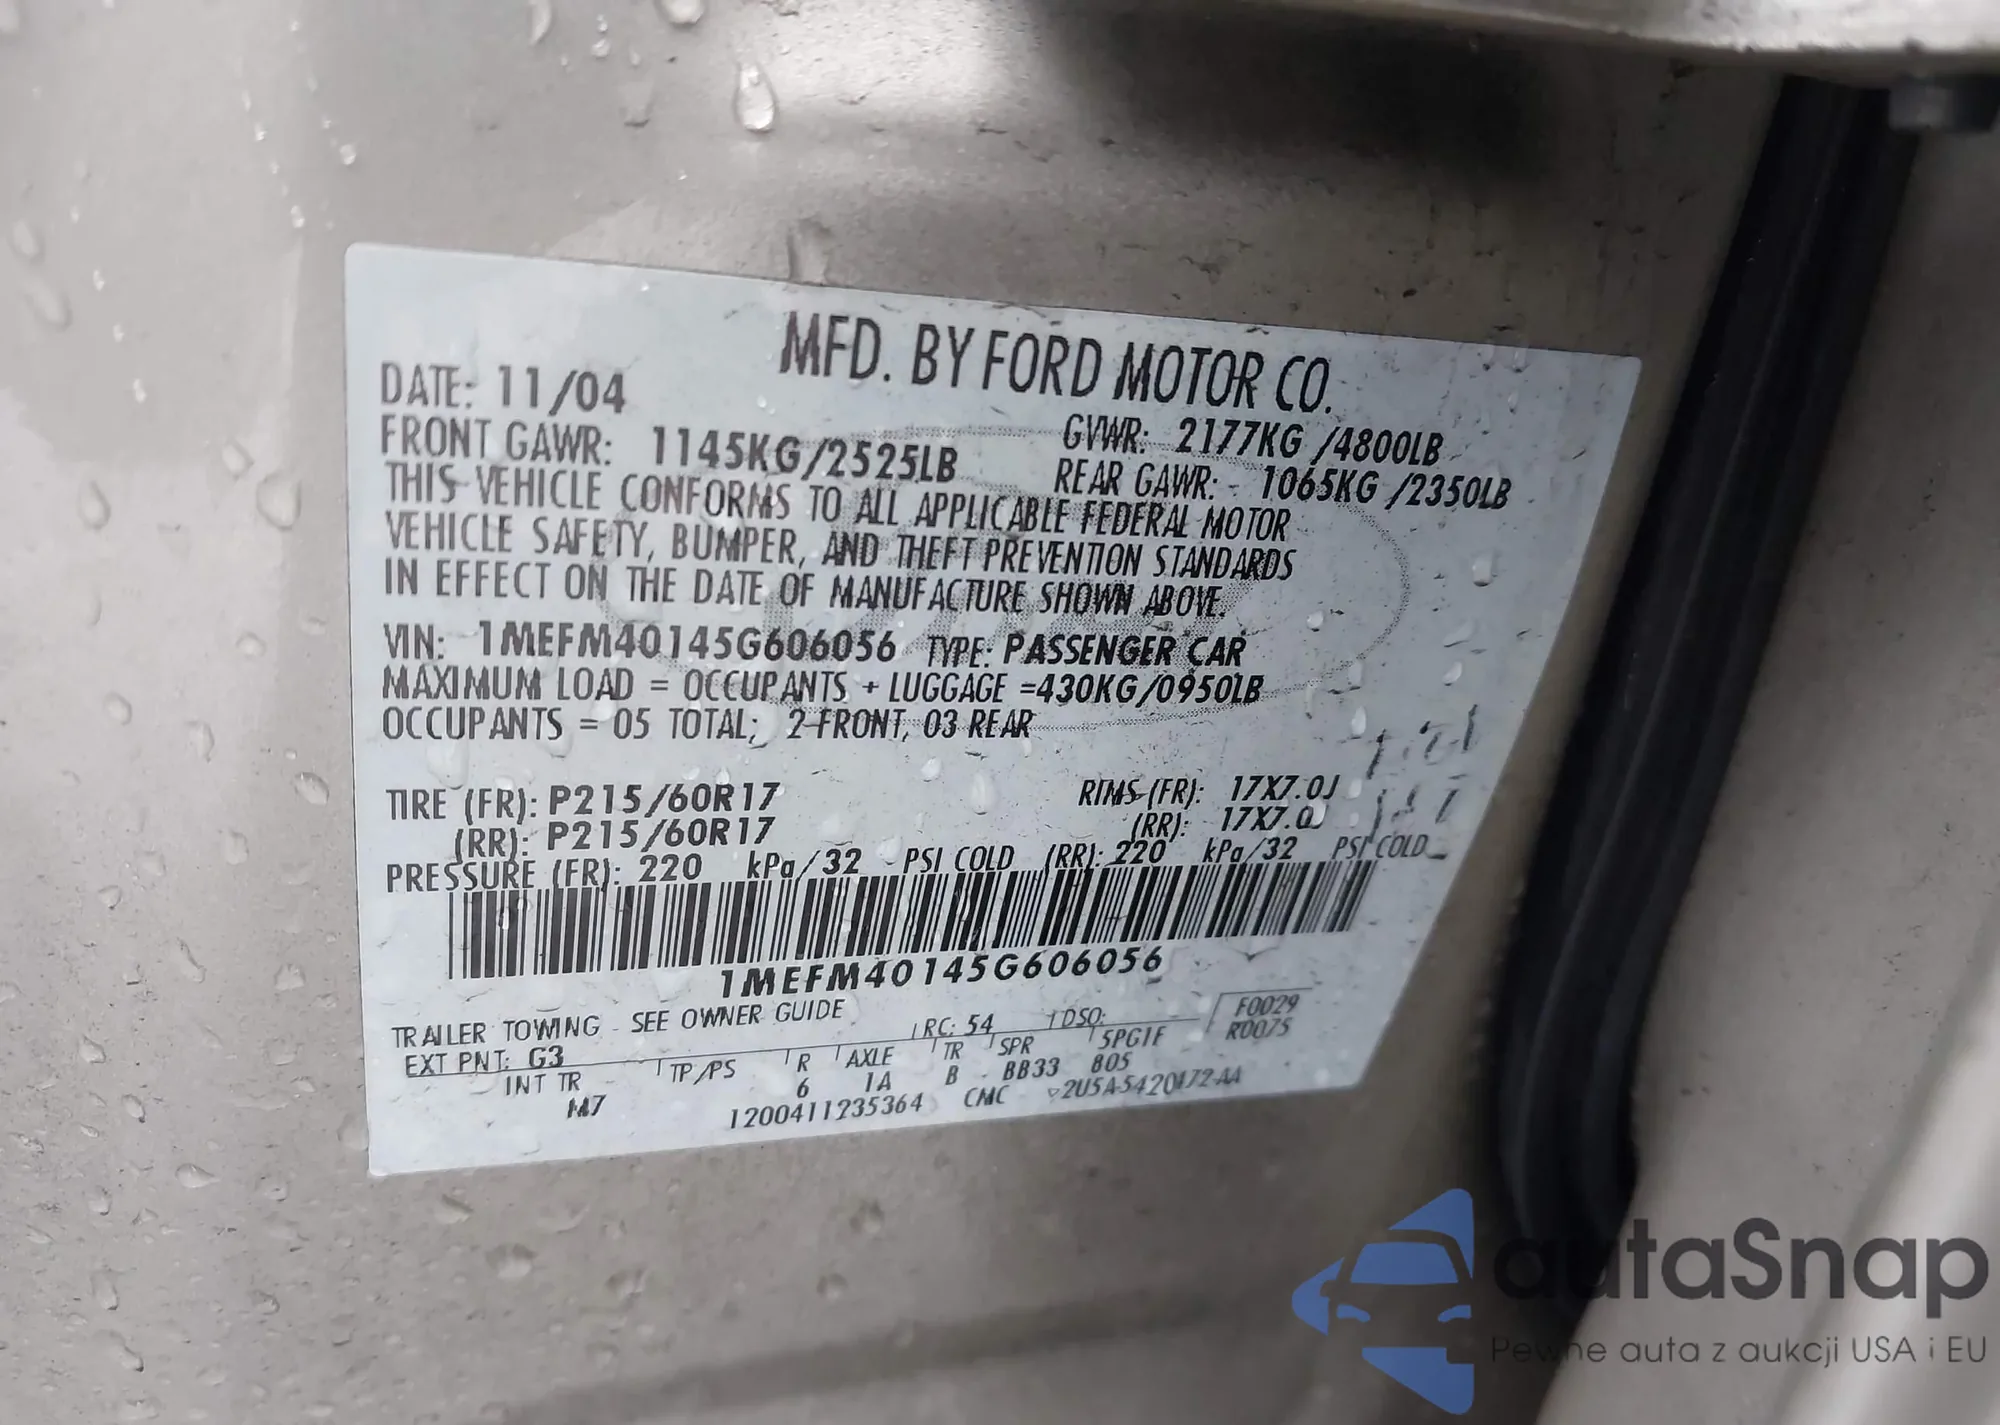 MFD. BY FORD MOTOR CO.
DATE: 11/04
GVWR: 2177KG /4800LB
FRONT GAWR: 1145KG/2525LB
REAR GAWR: 1065KG /2350LB
THIS VEHICLE CONFORMS TO ALL APPLICABLE FEDERAL MOTOR
VEHICLE SAFETY, BUMPER, AND THEFT PREVENTION STANDARDS
IN EFFECT ON THE DATE OF MANUFACTURE SHOWN ABOVE.
VIN: 1MEFM40145G606056 TYPE: PASSENGER CAR
MAXIMUM LOAD = OCCUPANTS + LUGGAGE =430KG/0950LB
OCCUPANTS = 05 TOTAL; 2-FRONT, 03 REAR
TIRE (FR): P215/60R17 RIMS (FR): 17X7.0J
(RR): P215/60R17 (RR): 17X7.0J
PRESSURE (FR): 220 kPa/32 PSI COLD (RR): 220 kPa/32 PSI COLD
1MEFM40145G606056
TRAILER TOWING - SEE OWNER GUIDE
F0029
EXT PNT: G3 RC: 54 DSO: R0075
INT TR TP/PS R AXLE TR SPR 5PG1F
M7 6 1A B BB33 805
1200411235364 CMC 2U5A-5420472-AA
autaSnap
Pewne auta z aukcji USA i EU